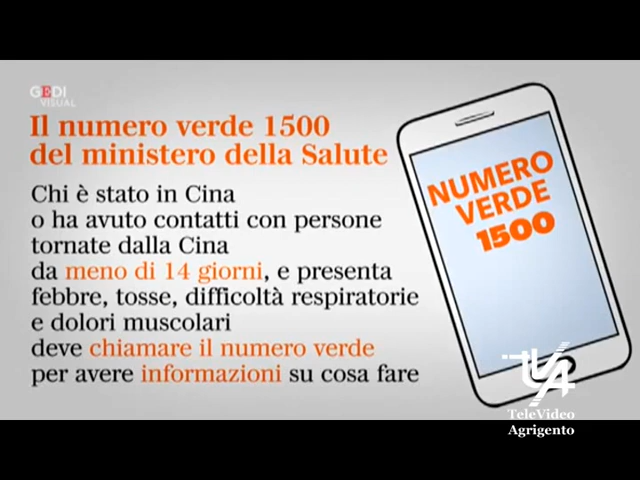 GEDI
VISUAL
Il numero verde 1500
del ministero della Salute
Chi è stato in Cina
o ha avuto contatti con persone
tornate dalla Cina
da meno di 14 giorni, e presenta
febbre, tosse, difficoltà respiratorie
e dolori muscolari
deve chiamare il numero verde
per avere informazioni su cosa fare
NUMERO
VERDE
1500
TVA
TeleVideo
Agrigento